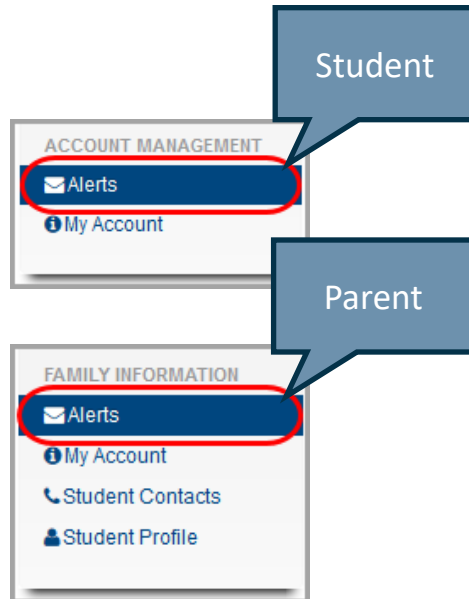 Student
ACCOUNT MANAGEMENT
Alerts
My Account
Parent
FAMILY INFORMATION
Alerts
My Account
Student Contacts
Student Profile